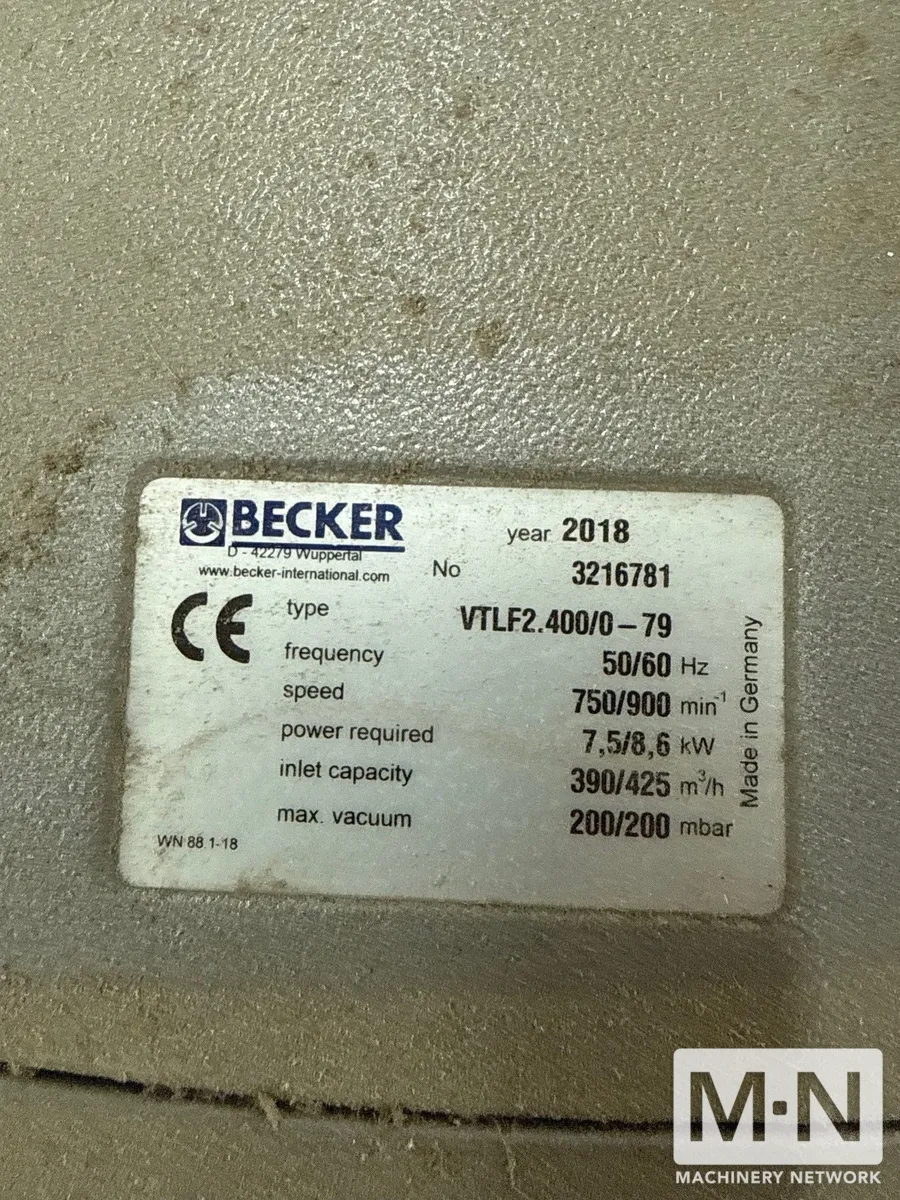 BECKER
D - 42279 Wuppertal
www.becker-international.com
year 2018
No 3216781
CE
type VTLF2.400/0-79
frequency 50/60 Hz
speed 750/900 min⁻¹
power required 7,5/8,6 kW
inlet capacity 390/425 m³/h
max. vacuum 200/200 mbar
WN 88 1-18
Made in Germany
M·N
MACHINERY NETWORK